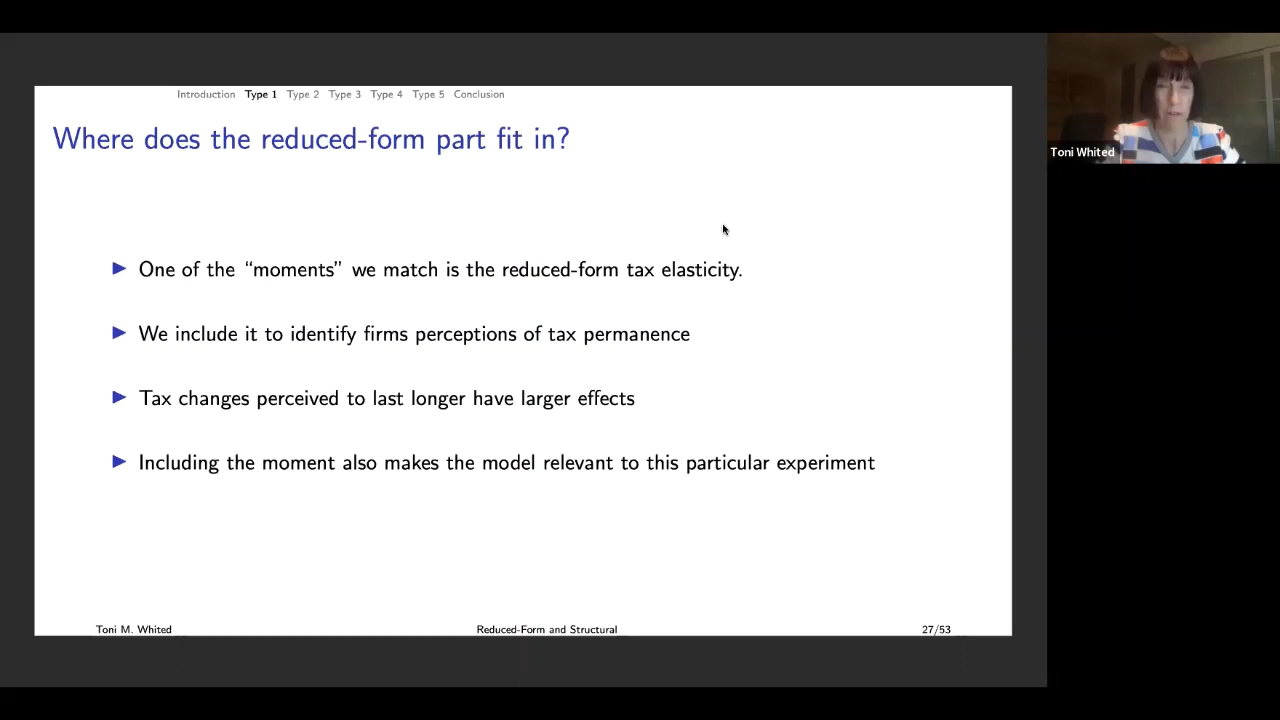 Introduction Type 1 Type 2 Type 3 Type 4 Type 5 Conclusion
Where does the reduced-form part fit in?
One of the “moments” we match is the reduced-form tax elasticity.
We include it to identify firms perceptions of tax permanence
Tax changes perceived to last longer have larger effects
Including the moment also makes the model relevant to this particular experiment
Toni M. Whited Reduced-Form and Structural 27/53
Toni Whited